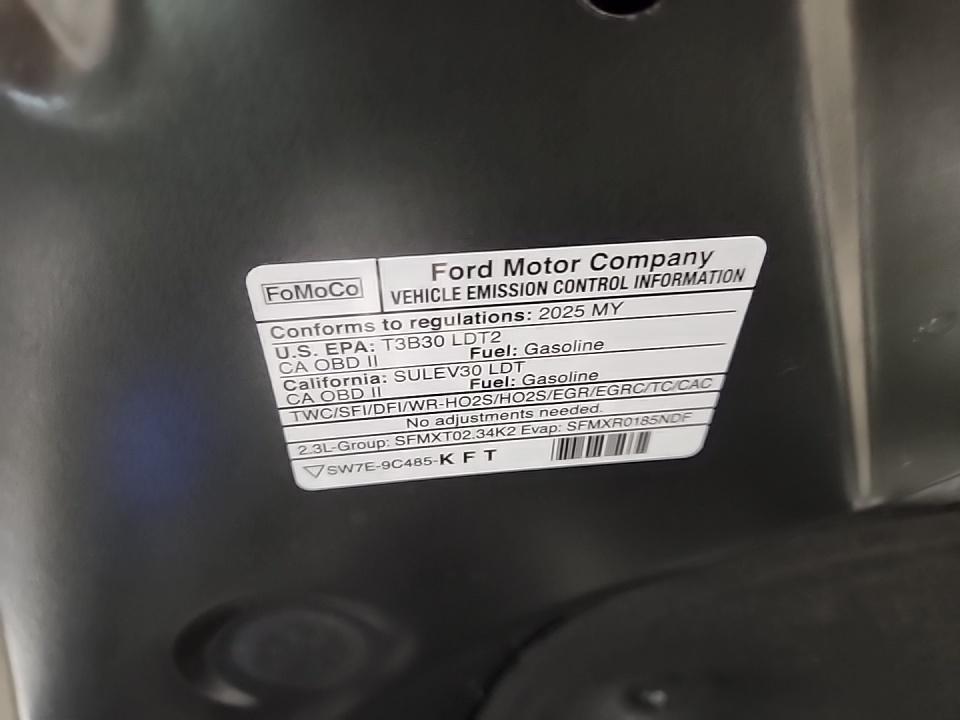 FoMoCo
Ford Motor Company
VEHICLE EMISSION CONTROL INFORMATION
Conforms to regulations: 2025 MY
U.S. EPA: T3B30 LDT2
CA OBD II Fuel: Gasoline
California: SULEV30 LDT
CA OBD II Fuel: Gasoline
TWC/SFI/DFI/WR-HO2S/HO2S/EGR/EGRC/TC/CAC
No adjustments needed.
2.3L-Group: SFMXT02.34K2 Evap: SFMXR0185NDF
SW7E-9C485-K F T